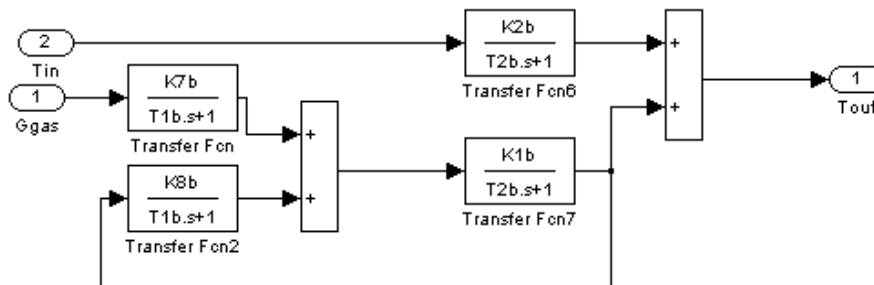 2
Tin
1
Ggas
K7b
T1b.s+1
Transfer Fcn
K8b
T1b.s+1
Transfer Fcn2
+
+
K2b
T2b.s+1
Transfer Fcn6
K1b
T2b.s+1
Transfer Fcn7
+
+
1
Tout